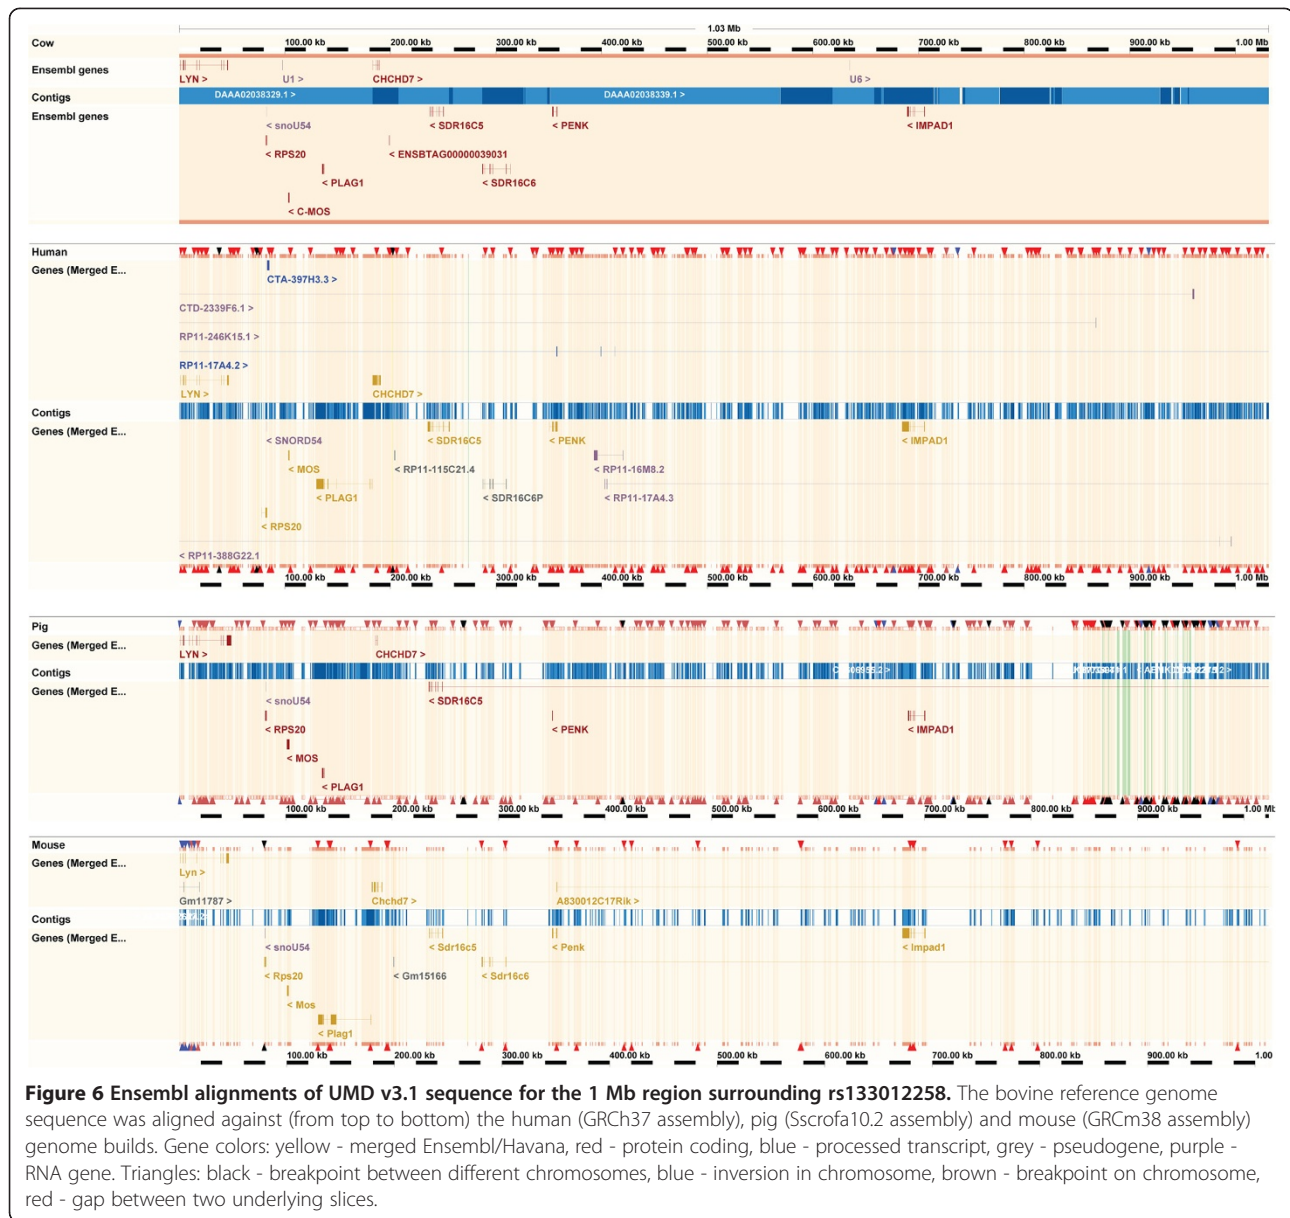 1.03 Mb
Cow 100.00 kb 200.00 kb 300.00 kb 400.00 kb 500.00 kb 600.00 kb 700.00 kb 800.00 kb 900.00 kb 1.00 Mb
Ensembl genes
LYN > U1 > CHCHD7 > U6 >
Contigs DAAA02038329.1 > DAAA02038339.1 >
Ensembl genes
< snoU54 < SDR16C5 < PENK < IMPAD1
< RPS20 < ENSBTAG00000039031
< PLAG1 < SDR16C6
< C-MOS
Human
Genes (Merged E...
CTA-397H3.3 >
CTD-2339F6.1 >
RP11-246K15.1 >
RP11-17A4.2 >
LYN > CHCHD7 >
Contigs
Genes (Merged E...
< SNORD54 < SDR16C5 < PENK < IMPAD1
< MOS < RP11-115C21.4 < RP11-16M8.2
< PLAG1 < SDR16C6P < RP11-17A4.3
< RPS20
< RP11-388G22.1
100.00 kb 200.00 kb 300.00 kb 400.00 kb 500.00 kb 600.00 kb 700.00 kb 800.00 kb 900.00 kb 1.00 Mb
Pig
Genes (Merged E...
LYN > CHCHD7 >
Contigs
Genes (Merged E...
< SDR16C5
< snoU54
< RPS20 < PENK < IMPAD1
< MOS
< PLAG1
100.00 kb 200.00 kb 300.00 kb 400.00 kb 500.00 kb 600.00 kb 700.00 kb 800.00 kb 900.00 kb 1.00 Mb
Mouse
Genes (Merged E...
Lyn >
Gm11787 > Chchd7 > A830012C17Rik >
Contigs
Genes (Merged E...
< snoU54 < Sdr16c5 < Penk < Impad1
< Rps20 < Gm15166 < Sdr16c6
< Mos
< Plag1
100.00 kb 200.00 kb 300.00 kb 400.00 kb 500.00 kb 600.00 kb 700.00 kb 800.00 kb 900.00 kb 1.00
Figure 6 Ensembl alignments of UMD v3.1 sequence for the 1 Mb region surrounding rs133012258. The bovine reference genome
sequence was aligned against (from top to bottom) the human (GRCh37 assembly), pig (Sscrofa10.2 assembly) and mouse (GRCm38 assembly)
genome builds. Gene colors: yellow - merged Ensembl/Havana, red - protein coding, blue - processed transcript, grey - pseudogene, purple -
RNA gene. Triangles: black - breakpoint between different chromosomes, blue - inversion in chromosome, brown - breakpoint on chromosome,
red - gap between two underlying slices.